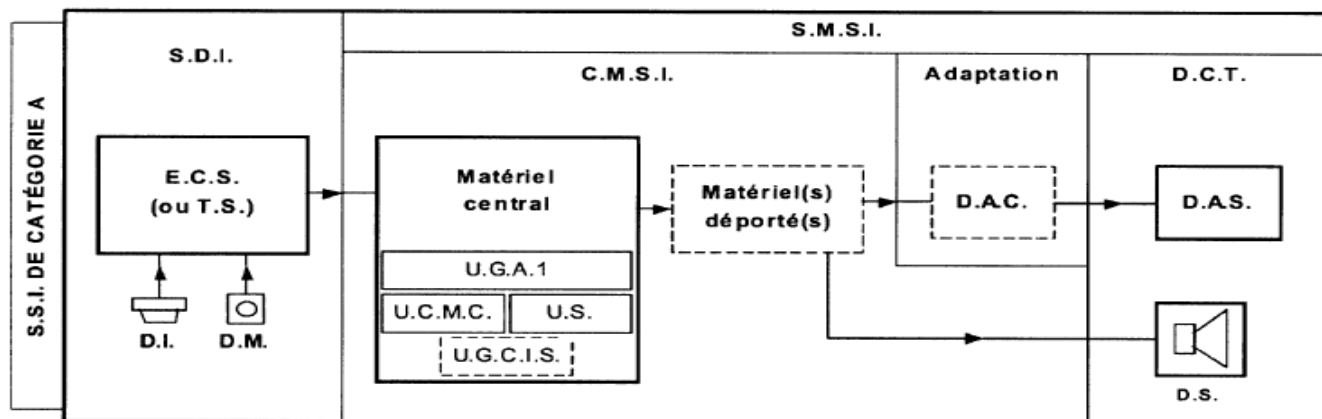 S.S.I. DE CATÉGORIE A
S.D.I.
S.M.S.I.
C.M.S.I.
Adaptation
D.C.T.
E.C.S.
(ou T.S.)
D.I.
D.M.
Matériel
central
U.G.A.1
U.C.M.C.
U.S.
U.G.C.I.S.
Matériel(s)
déporté(s)
D.A.C.
D.A.S.
D.S.